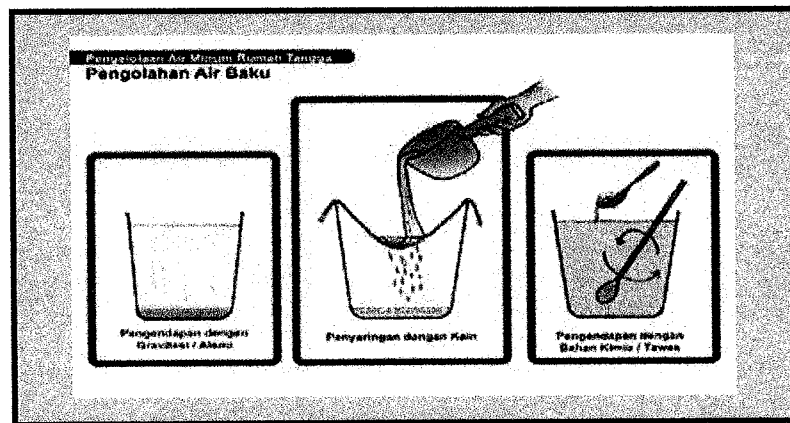 Pengelolaan Air Minum Rumah Tangga
Pengolahan Air Baku
Pengendapan dengan
Gravitasi / Alami
Penyaringan dengan Kain
Pengendapan dengan
Bahan Kimia / Tawas